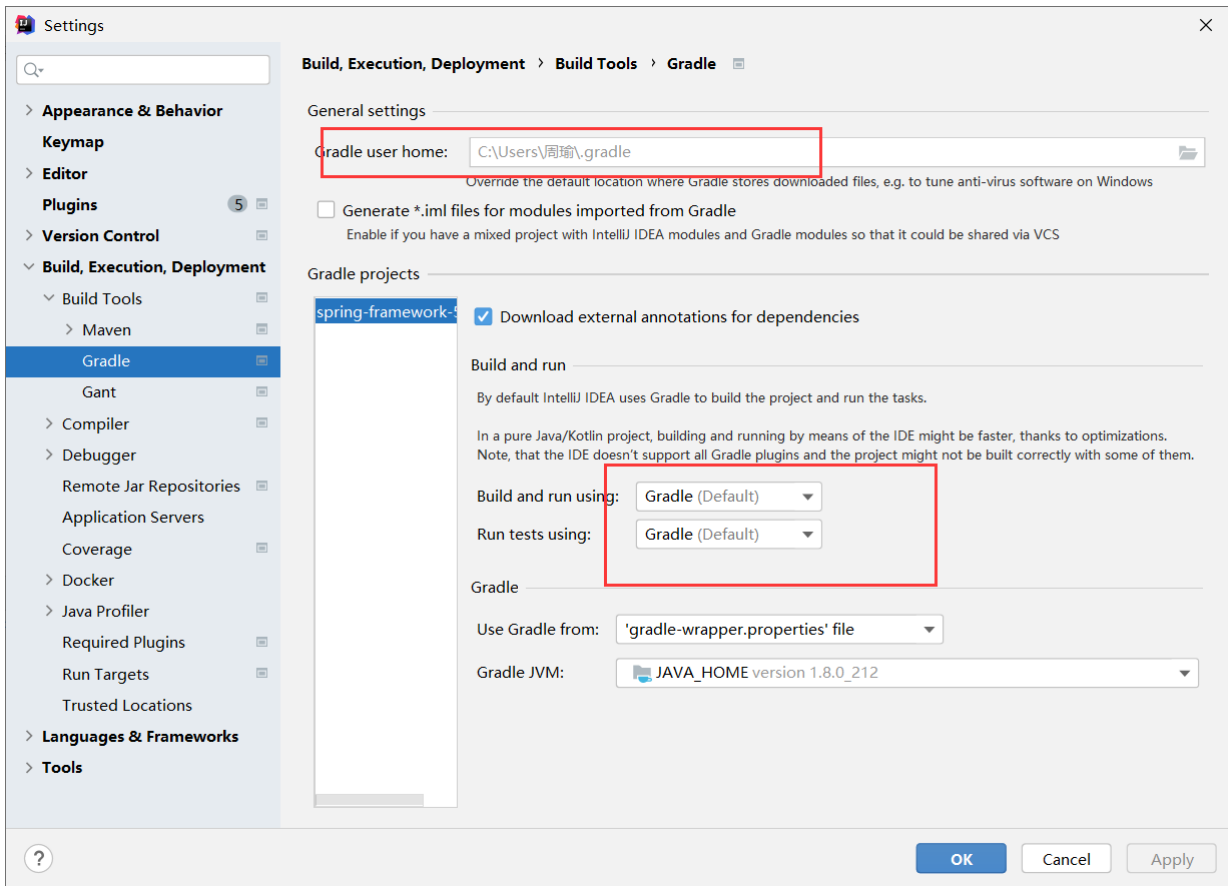 Settings
Build, Execution, Deployment › Build Tools › Gradle
Appearance & Behavior
Keymap
Editor
Plugins 5
Version Control
Build, Execution, Deployment
Build Tools
Maven
Gradle
Gant
Compiler
Debugger
Remote Jar Repositories
Application Servers
Coverage
Docker
Java Profiler
Required Plugins
Run Targets
Trusted Locations
Languages & Frameworks
Tools
General settings
Gradle user home: C:\Users\周瑜\.gradle
Override the default location where Gradle stores downloaded files, e.g. to tune anti-virus software on Windows
Generate *.iml files for modules imported from Gradle
Enable if you have a mixed project with IntelliJ IDEA modules and Gradle modules so that it could be shared via VCS
Gradle projects
spring-framework-5
Download external annotations for dependencies
Build and run
By default IntelliJ IDEA uses Gradle to build the project and run the tasks.
In a pure Java/Kotlin project, building and running by means of the IDE might be faster, thanks to optimizations.
Note, that the IDE doesn't support all Gradle plugins and the project might not be built correctly with some of them.
Build and run using: Gradle (Default)
Run tests using: Gradle (Default)
Gradle
Use Gradle from: 'gradle-wrapper.properties' file
Gradle JVM: JAVA_HOME version 1.8.0_212
?
OK Cancel Apply